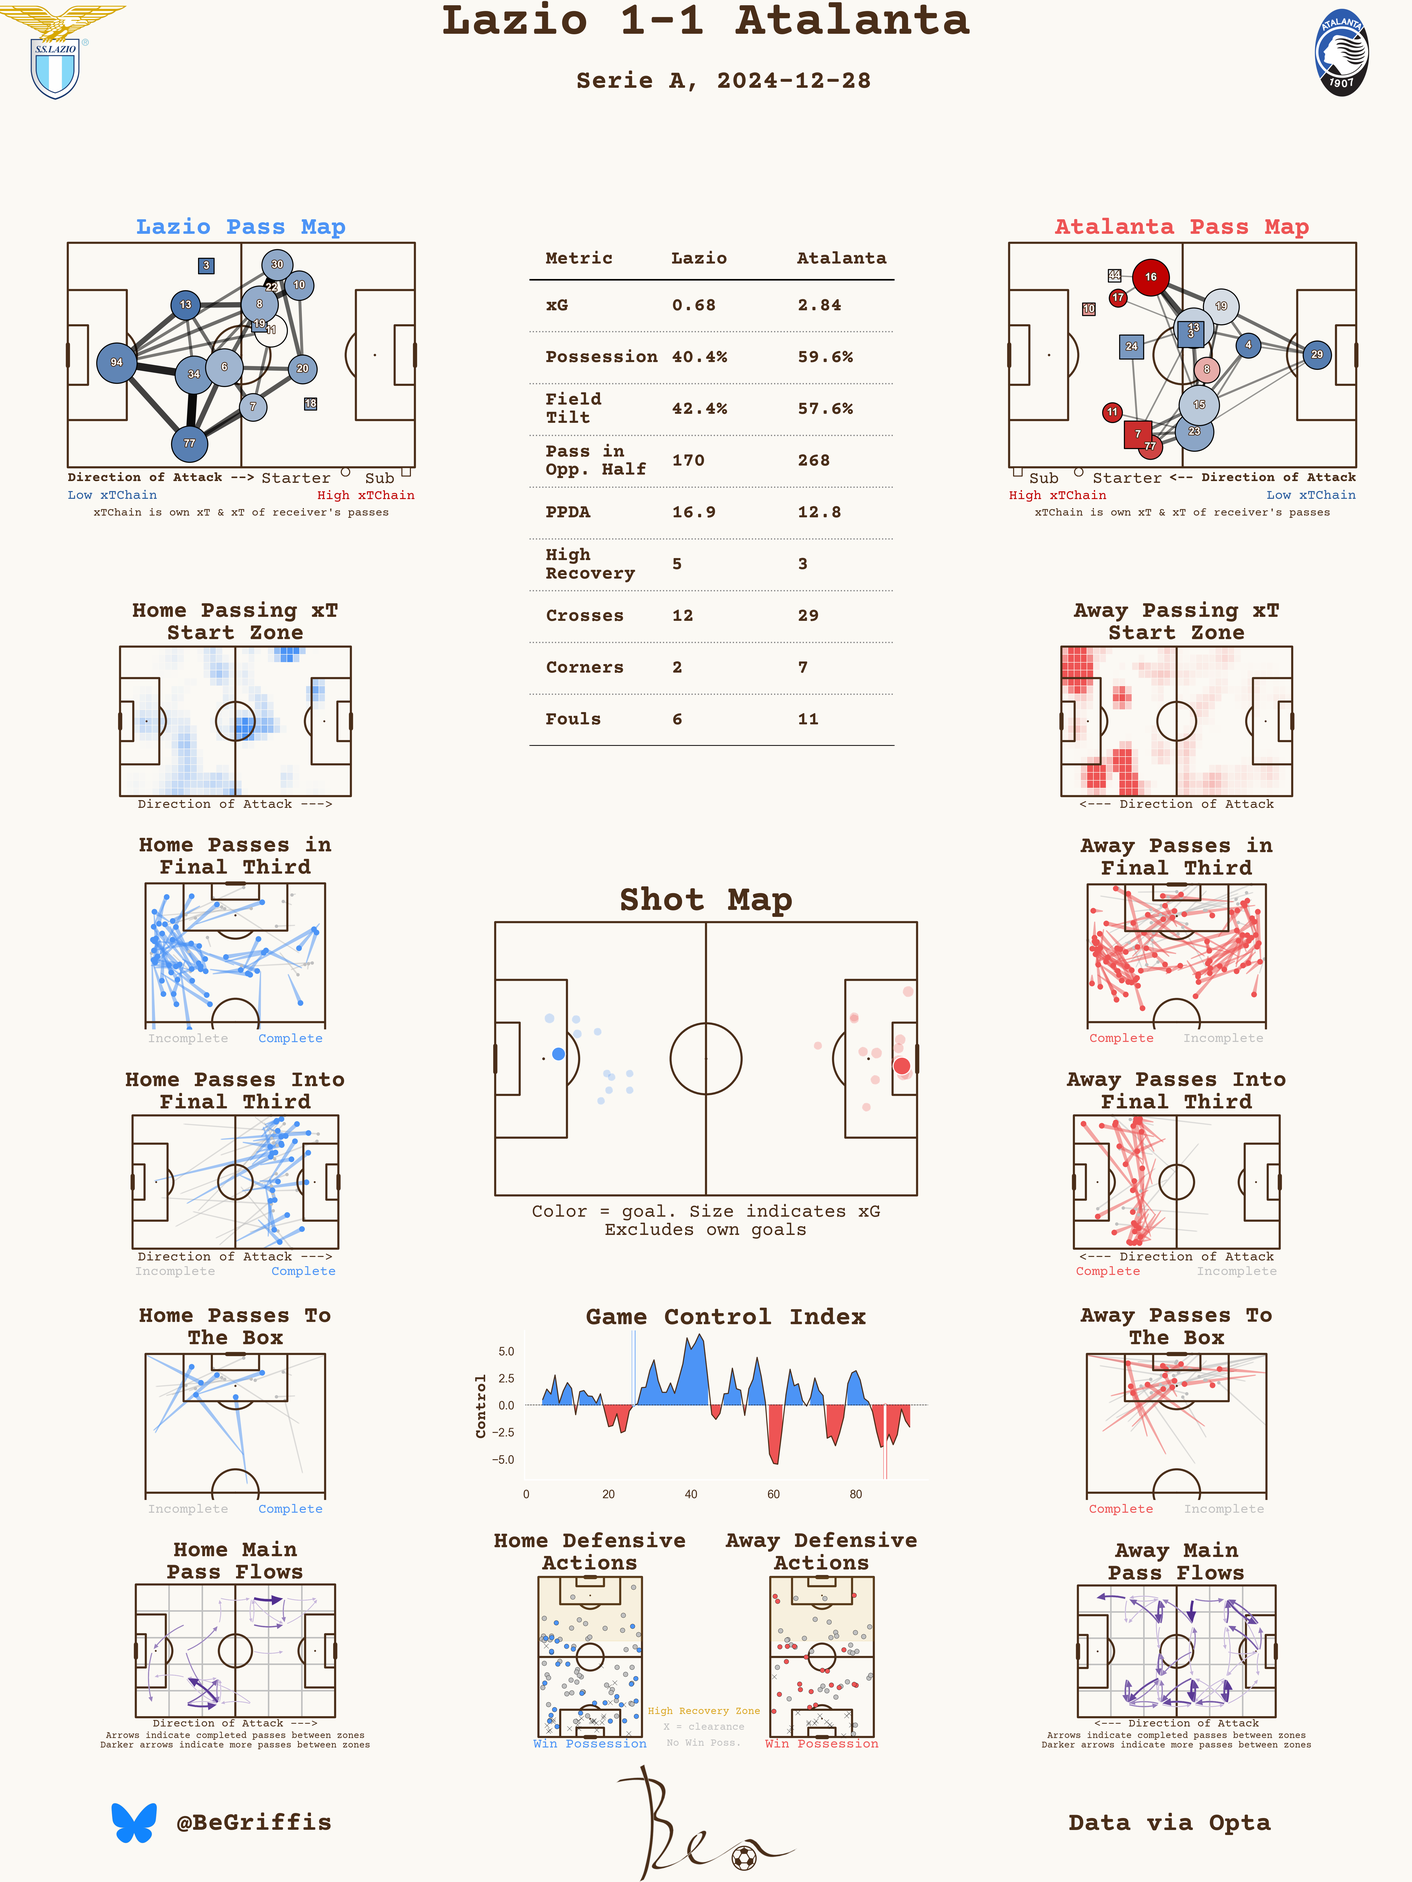 Lazio 1-1 Atalanta
Serie A, 2024-12-28
S.S.LAZIO
®
ATALANTA
1907
Lazio Pass Map
3
30
22
10
13
8
19
11
94
34
6
20
7
18
77
Direction of Attack --> Starter Sub
Low xTChain High xTChain
xTChain is own xT & xT of receiver's passes
Metric Lazio Atalanta
xG 0.68 2.84
Possession 40.4% 59.6%
Field
Tilt 42.4% 57.6%
Pass in
Opp. Half 170 268
PPDA 16.9 12.8
High
Recovery 5 3
Crosses 12 29
Corners 2 7
Fouls 6 11
Atalanta Pass Map
44
16
17
10
19
13
3
24
4
29
8
11
15
7
23
77
Sub Starter <-- Direction of Attack
High xTChain Low xTChain
xTChain is own xT & xT of receiver's passes
Home Passing xT
Start Zone
Direction of Attack --->
Away Passing xT
Start Zone
<--- Direction of Attack
Home Passes in
Final Third
Incomplete Complete
Away Passes in
Final Third
Complete Incomplete
Shot Map
Color = goal. Size indicates xG
Excludes own goals
Home Passes Into
Final Third
Direction of Attack --->
Incomplete Complete
Away Passes Into
Final Third
<--- Direction of Attack
Complete Incomplete
Home Passes To
The Box
Incomplete Complete
Game Control Index
Control
5.0
2.5
0.0
−2.5
−5.0
0 20 40 60 80
Away Passes To
The Box
Complete Incomplete
Home Main
Pass Flows
Direction of Attack --->
Arrows indicate completed passes between zones
Darker arrows indicate more passes between zones
Home Defensive
Actions
Win Possession
High Recovery Zone
X = clearance
No Win Poss.
Away Defensive
Actions
Win Possession
Away Main
Pass Flows
<--- Direction of Attack
Arrows indicate completed passes between zones
Darker arrows indicate more passes between zones
@BeGriffis
Ben
Data via Opta